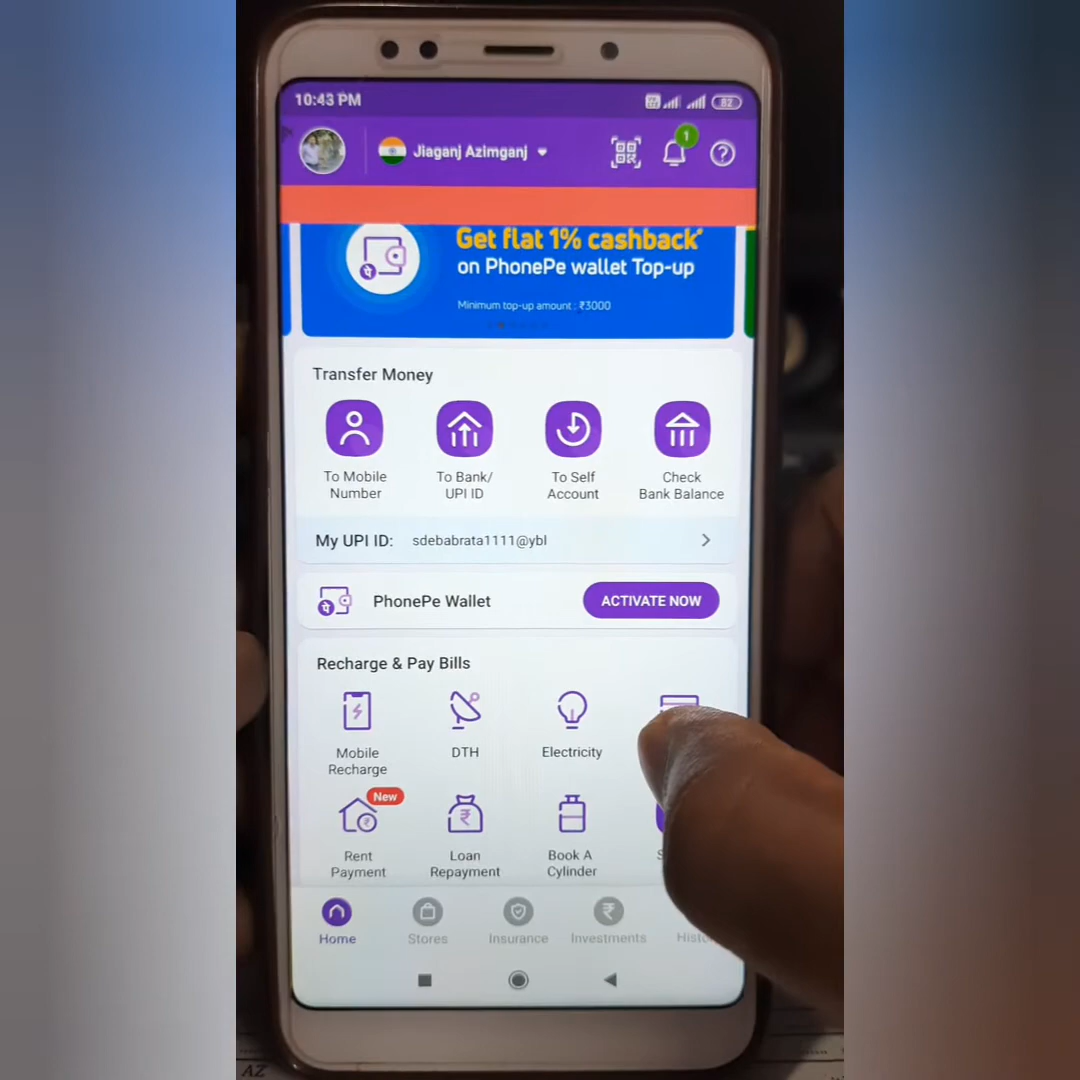 10:43 PM
82
Jiaganj Azimganj
1
Get flat 1% cashback*
on PhonePe wallet Top-up
Minimum top-up amount : ₹3000
Transfer Money
To Mobile
Number
To Bank/
UPI ID
To Self
Account
Check
Bank Balance
My UPI ID: sdebabrata1111@ybl
PhonePe Wallet
ACTIVATE NOW
Recharge & Pay Bills
Mobile
Recharge
DTH
Electricity
New
Rent
Payment
Loan
Repayment
Book A
Cylinder
Home
Stores
Insurance
Investments
AZ